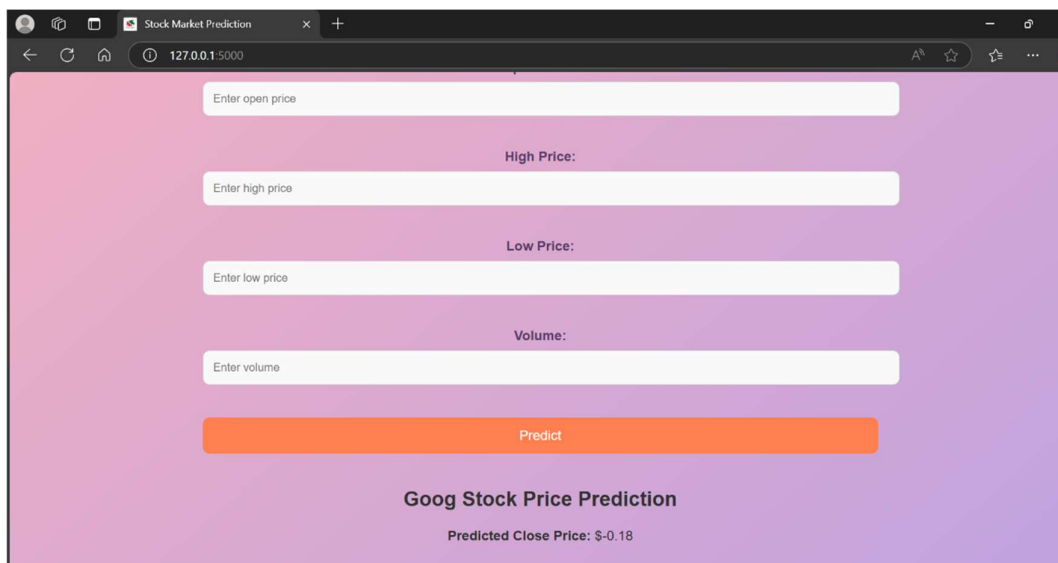 Stock Market Prediction
127.0.0.1:5000
Enter open price
High Price:
Enter high price
Low Price:
Enter low price
Volume:
Enter volume
Predict
Goog Stock Price Prediction
Predicted Close Price: $-0.18